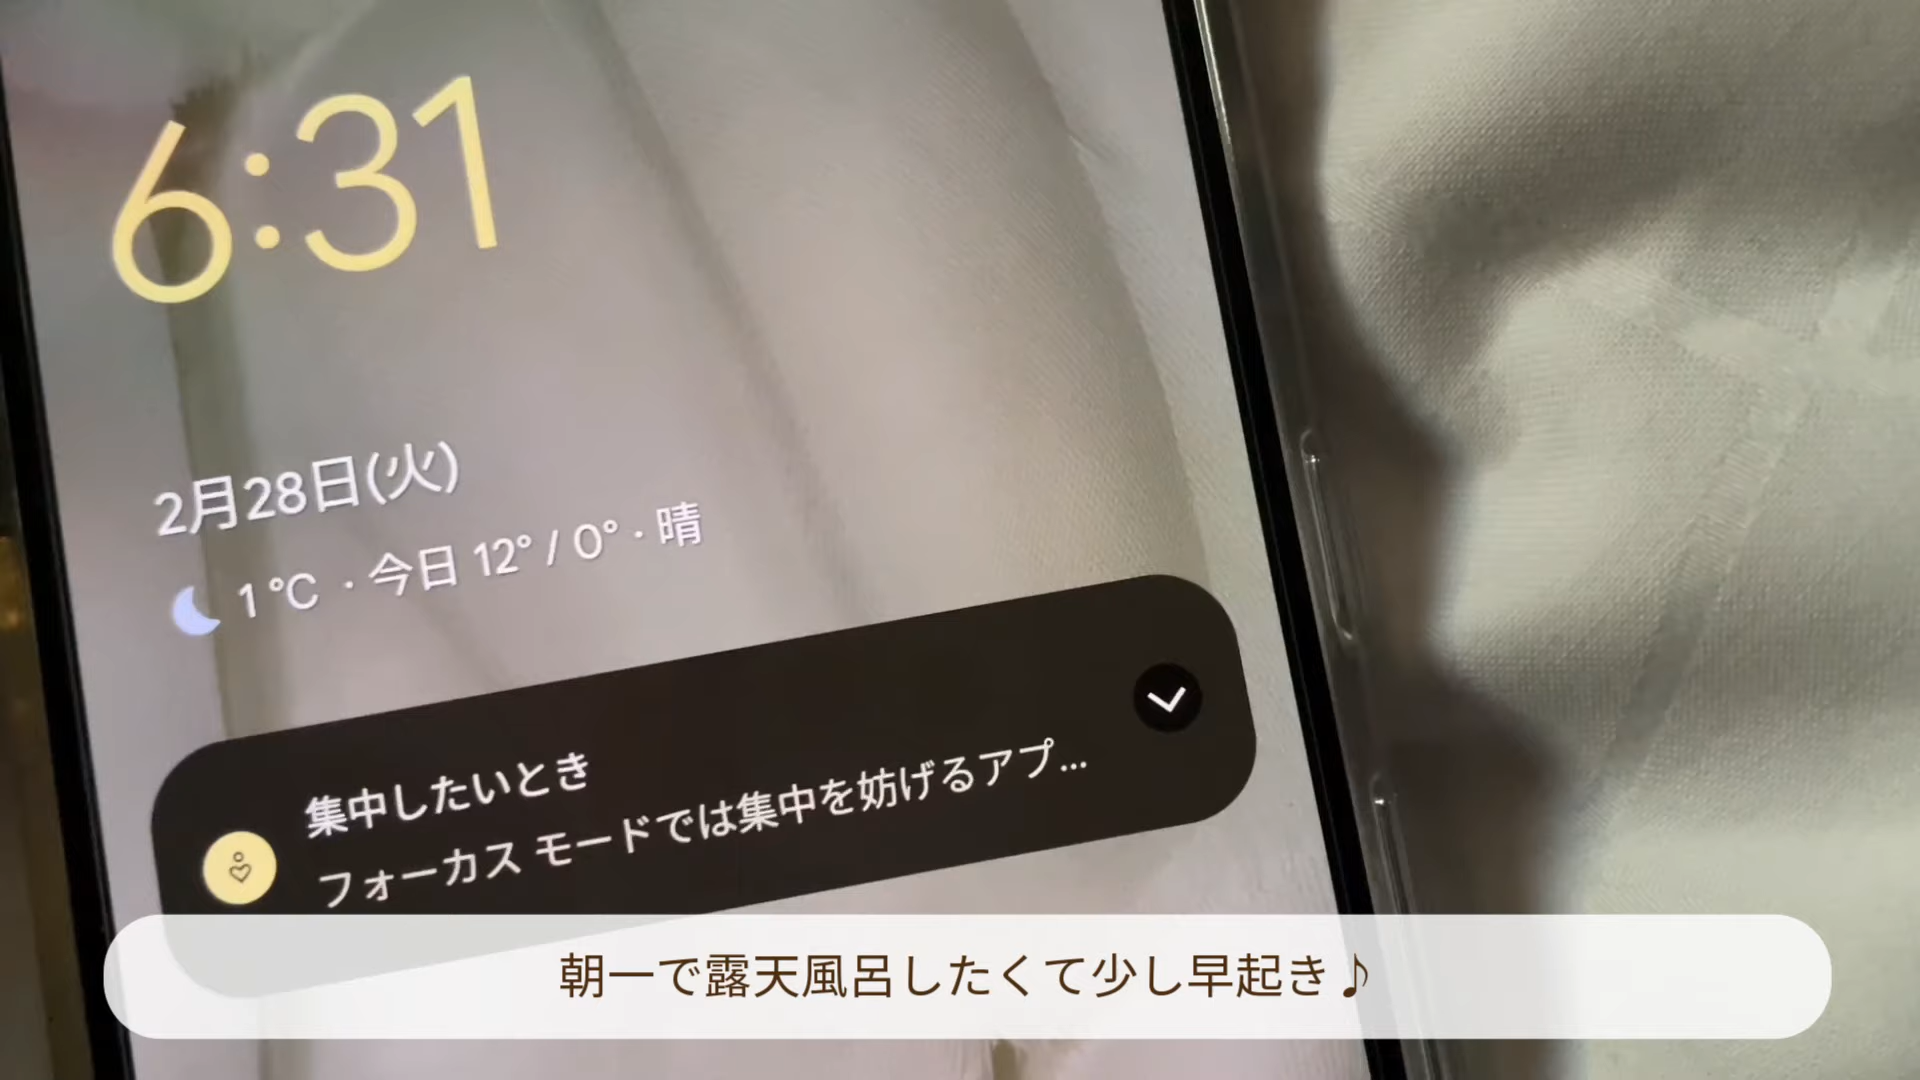 6:31
2月28日(火)
1℃ · 今日 12° / 0° · 晴
集中したいとき
フォーカス モードでは集中を妨げるアプ...
朝一で露天風呂したくて少し早起き♪